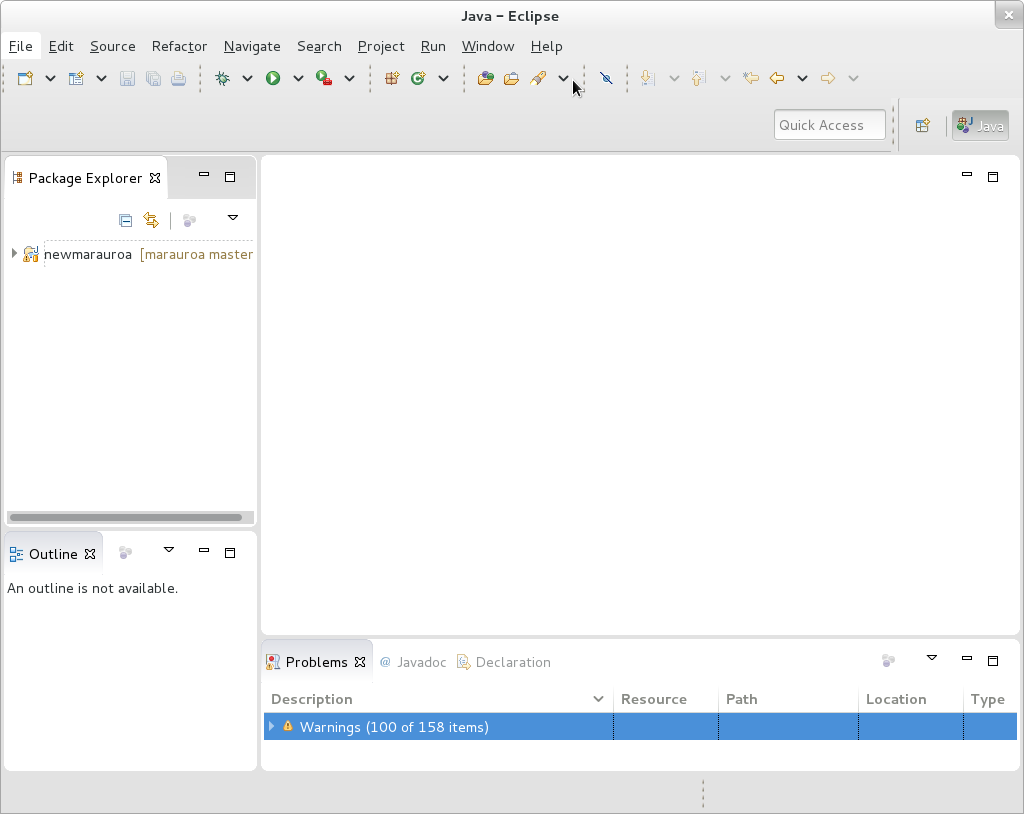 Java – Eclipse
File Edit Source Refactor Navigate Search Project Run Window Help
Quick Access
Java
Package Explorer
newmarauroa [marauroa master
Outline
An outline is not available.
Problems @ Javadoc Declaration
Description Resource Path Location Type
Warnings (100 of 158 items)